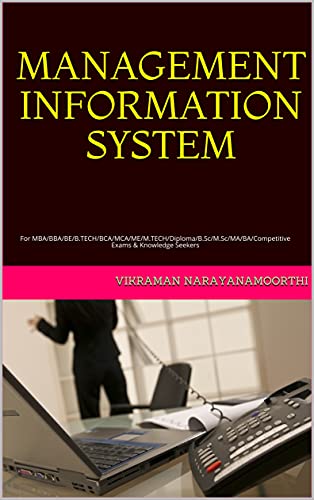 MANAGEMENT
INFORMATION
SYSTEM
For MBA/BBA/BE/B.TECH/BCA/MCA/ME/M.TECH/Diploma/B.Sc/M.Sc/MA/BA/Competitive
Exams & Knowledge Seekers
VIKRAMAN NARAYANAMOORTHI